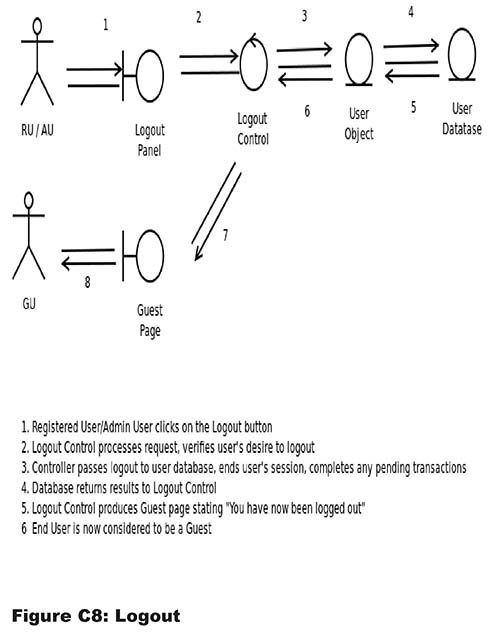 1
2
3
4
RU / AU
Logout
Panel
Logout
Control
6
User
Object
5
User
Datatase
7
GU
8
Guest
Page
1. Registered User/Admin User clicks on the Logout button
2. Logout Control processes request, verifies user's desire to logout
3. Controller passes logout to user database, ends user's session, completes any pending transactions
4. Database returns results to Logout Control
5. Logout Control produces Guest page stating "You have now been logged out"
6 End User is now considered to be a Guest
Figure C8: Logout